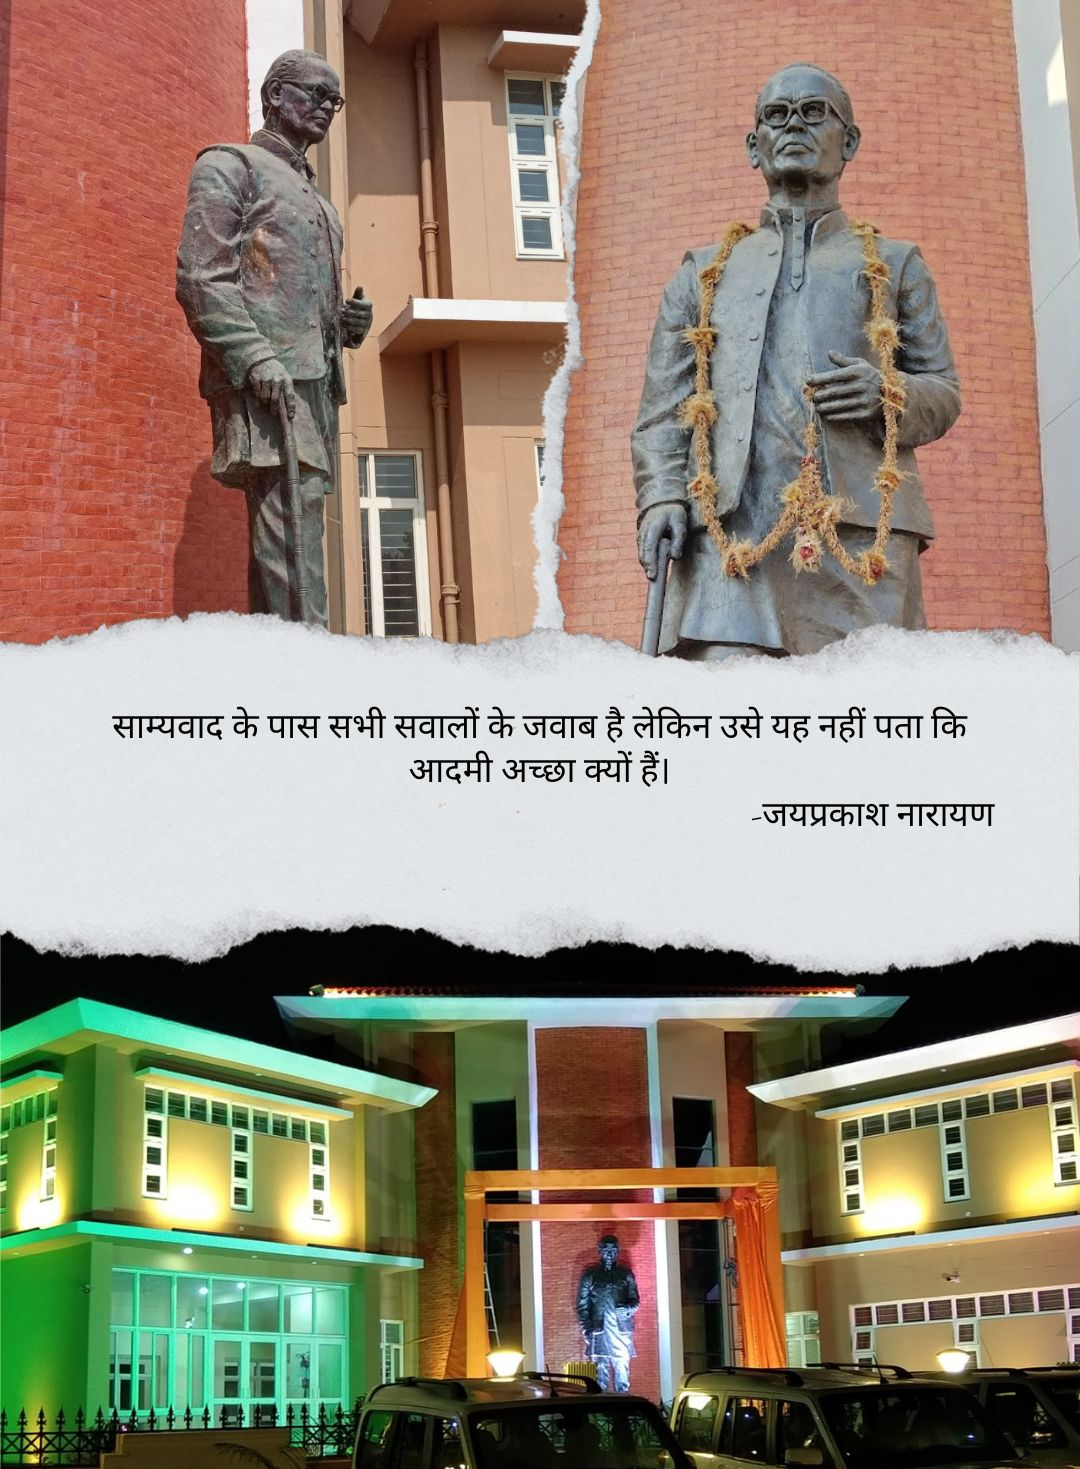 साम्यवाद के पास सभी सवालों के जवाब है लेकिन उसे यह नहीं पता कि
आदमी अच्छा क्यों हैं।
-जयप्रकाश नारायण